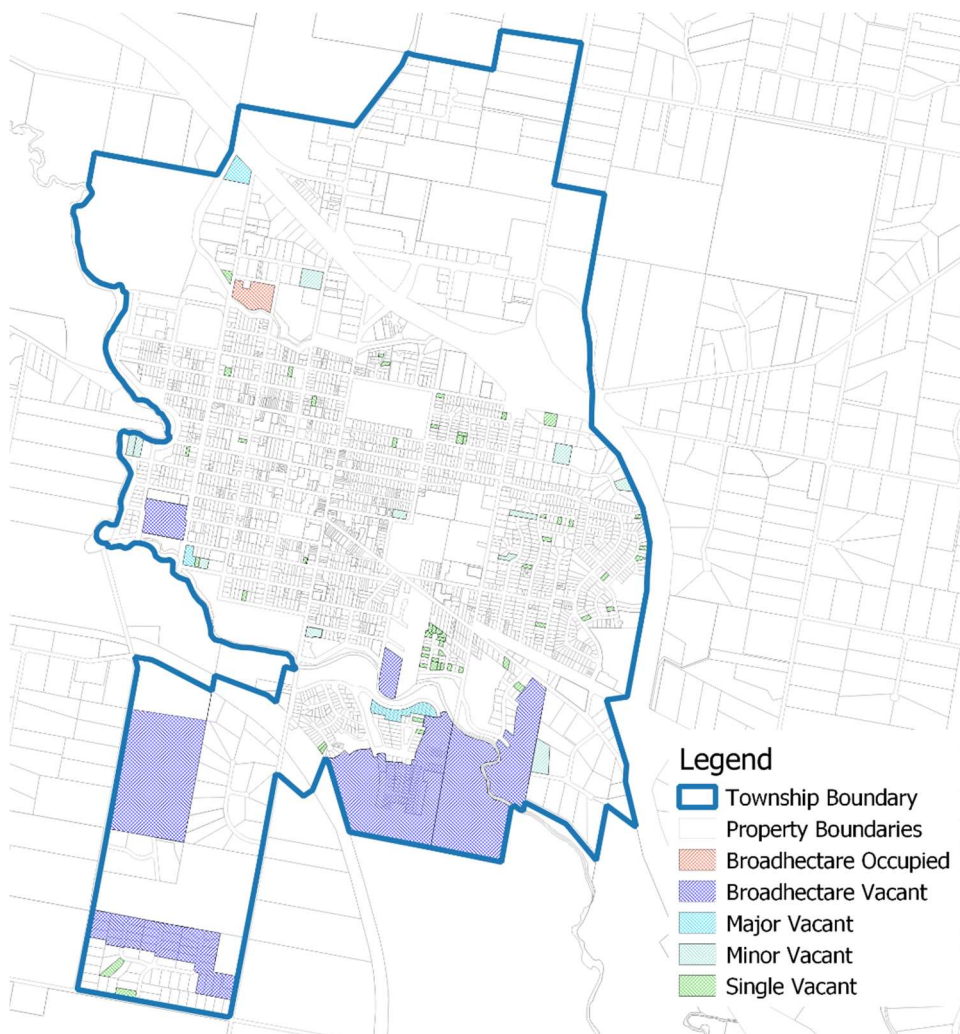 Legend
Township Boundary
Property Boundaries
Broadhectare Occupied
Broadhectare Vacant
Major Vacant
Minor Vacant
Single Vacant